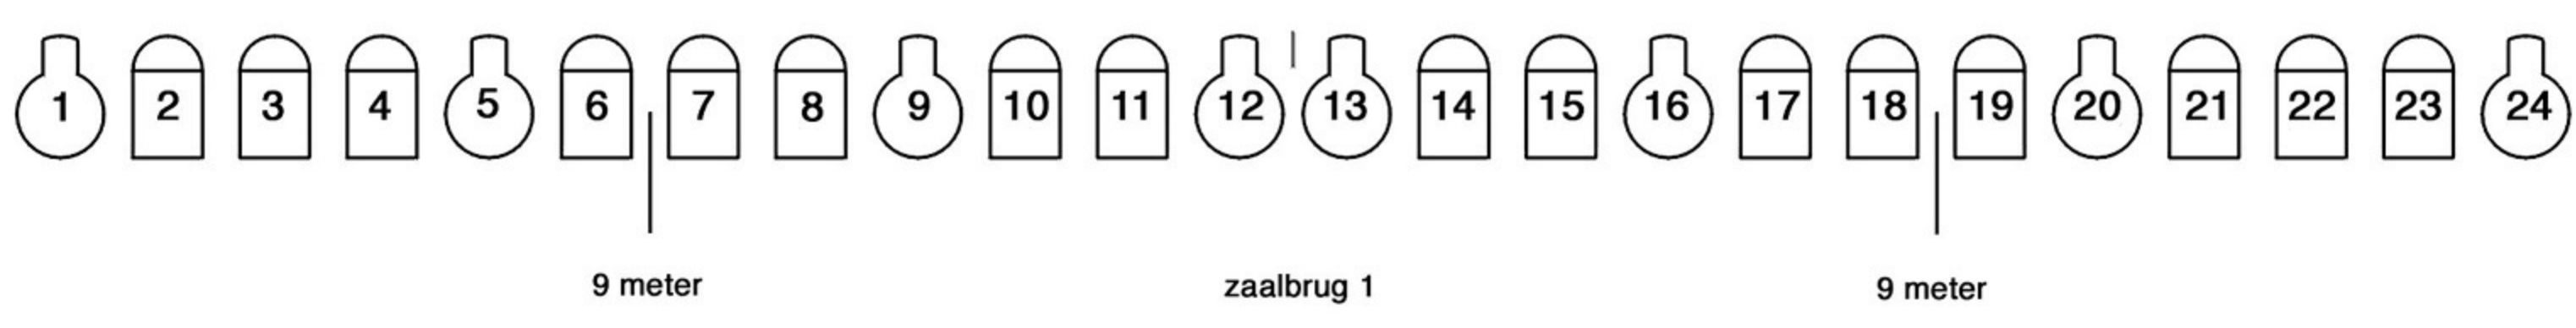 1 2 3 4 5 6 7 8 9 10 11 12 13 14 15 16 17 18 19 20 21 22 23 24
9 meter zaalbrug 1 9 meter